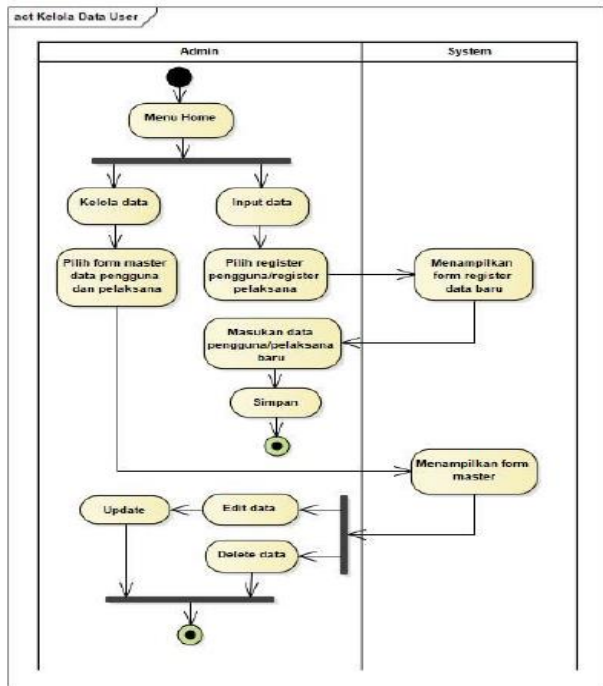 act Kelola Data User
Admin
System
Menu Home
Kelola data
Input data
Pilih form master
data pengguna
dan pelaksana
Pilih register
pengguna/register
pelaksana
Menampilkan
form register
data baru
Masukan data
pengguna/pelaksana
baru
Simpan
Menampilkan form
master
Update
Edit data
Delete data